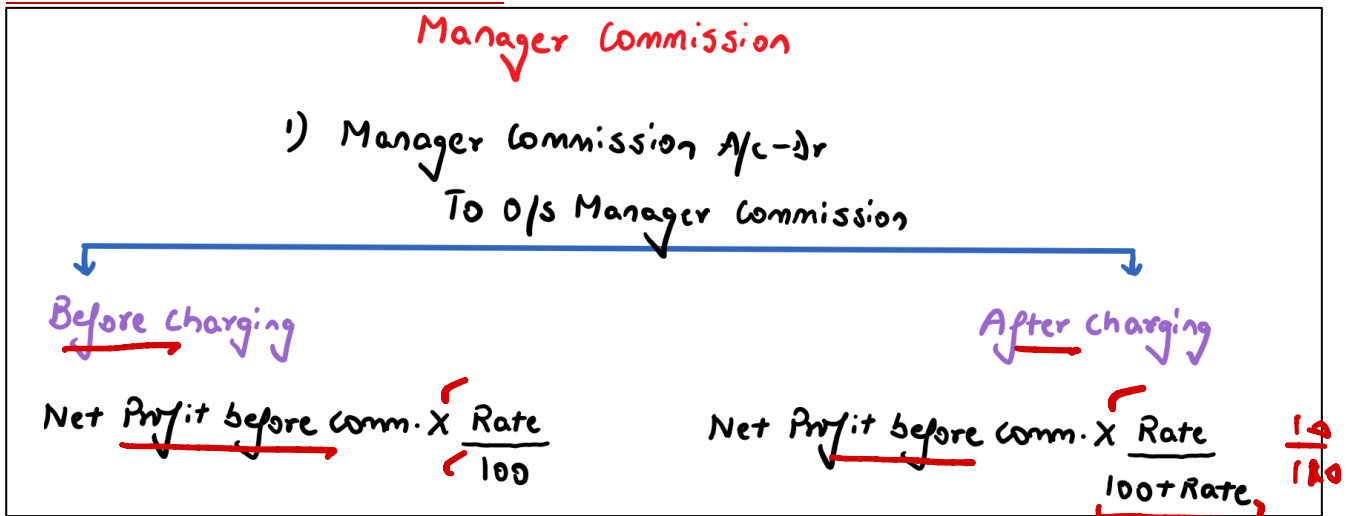 Manager Commission
1) Manager Commission A/c - Dr
To O/s Manager Commission
Before charging
After charging
Net Profit before comm. X Rate
100
Net Profit before comm. X Rate
100 + Rate
10
110